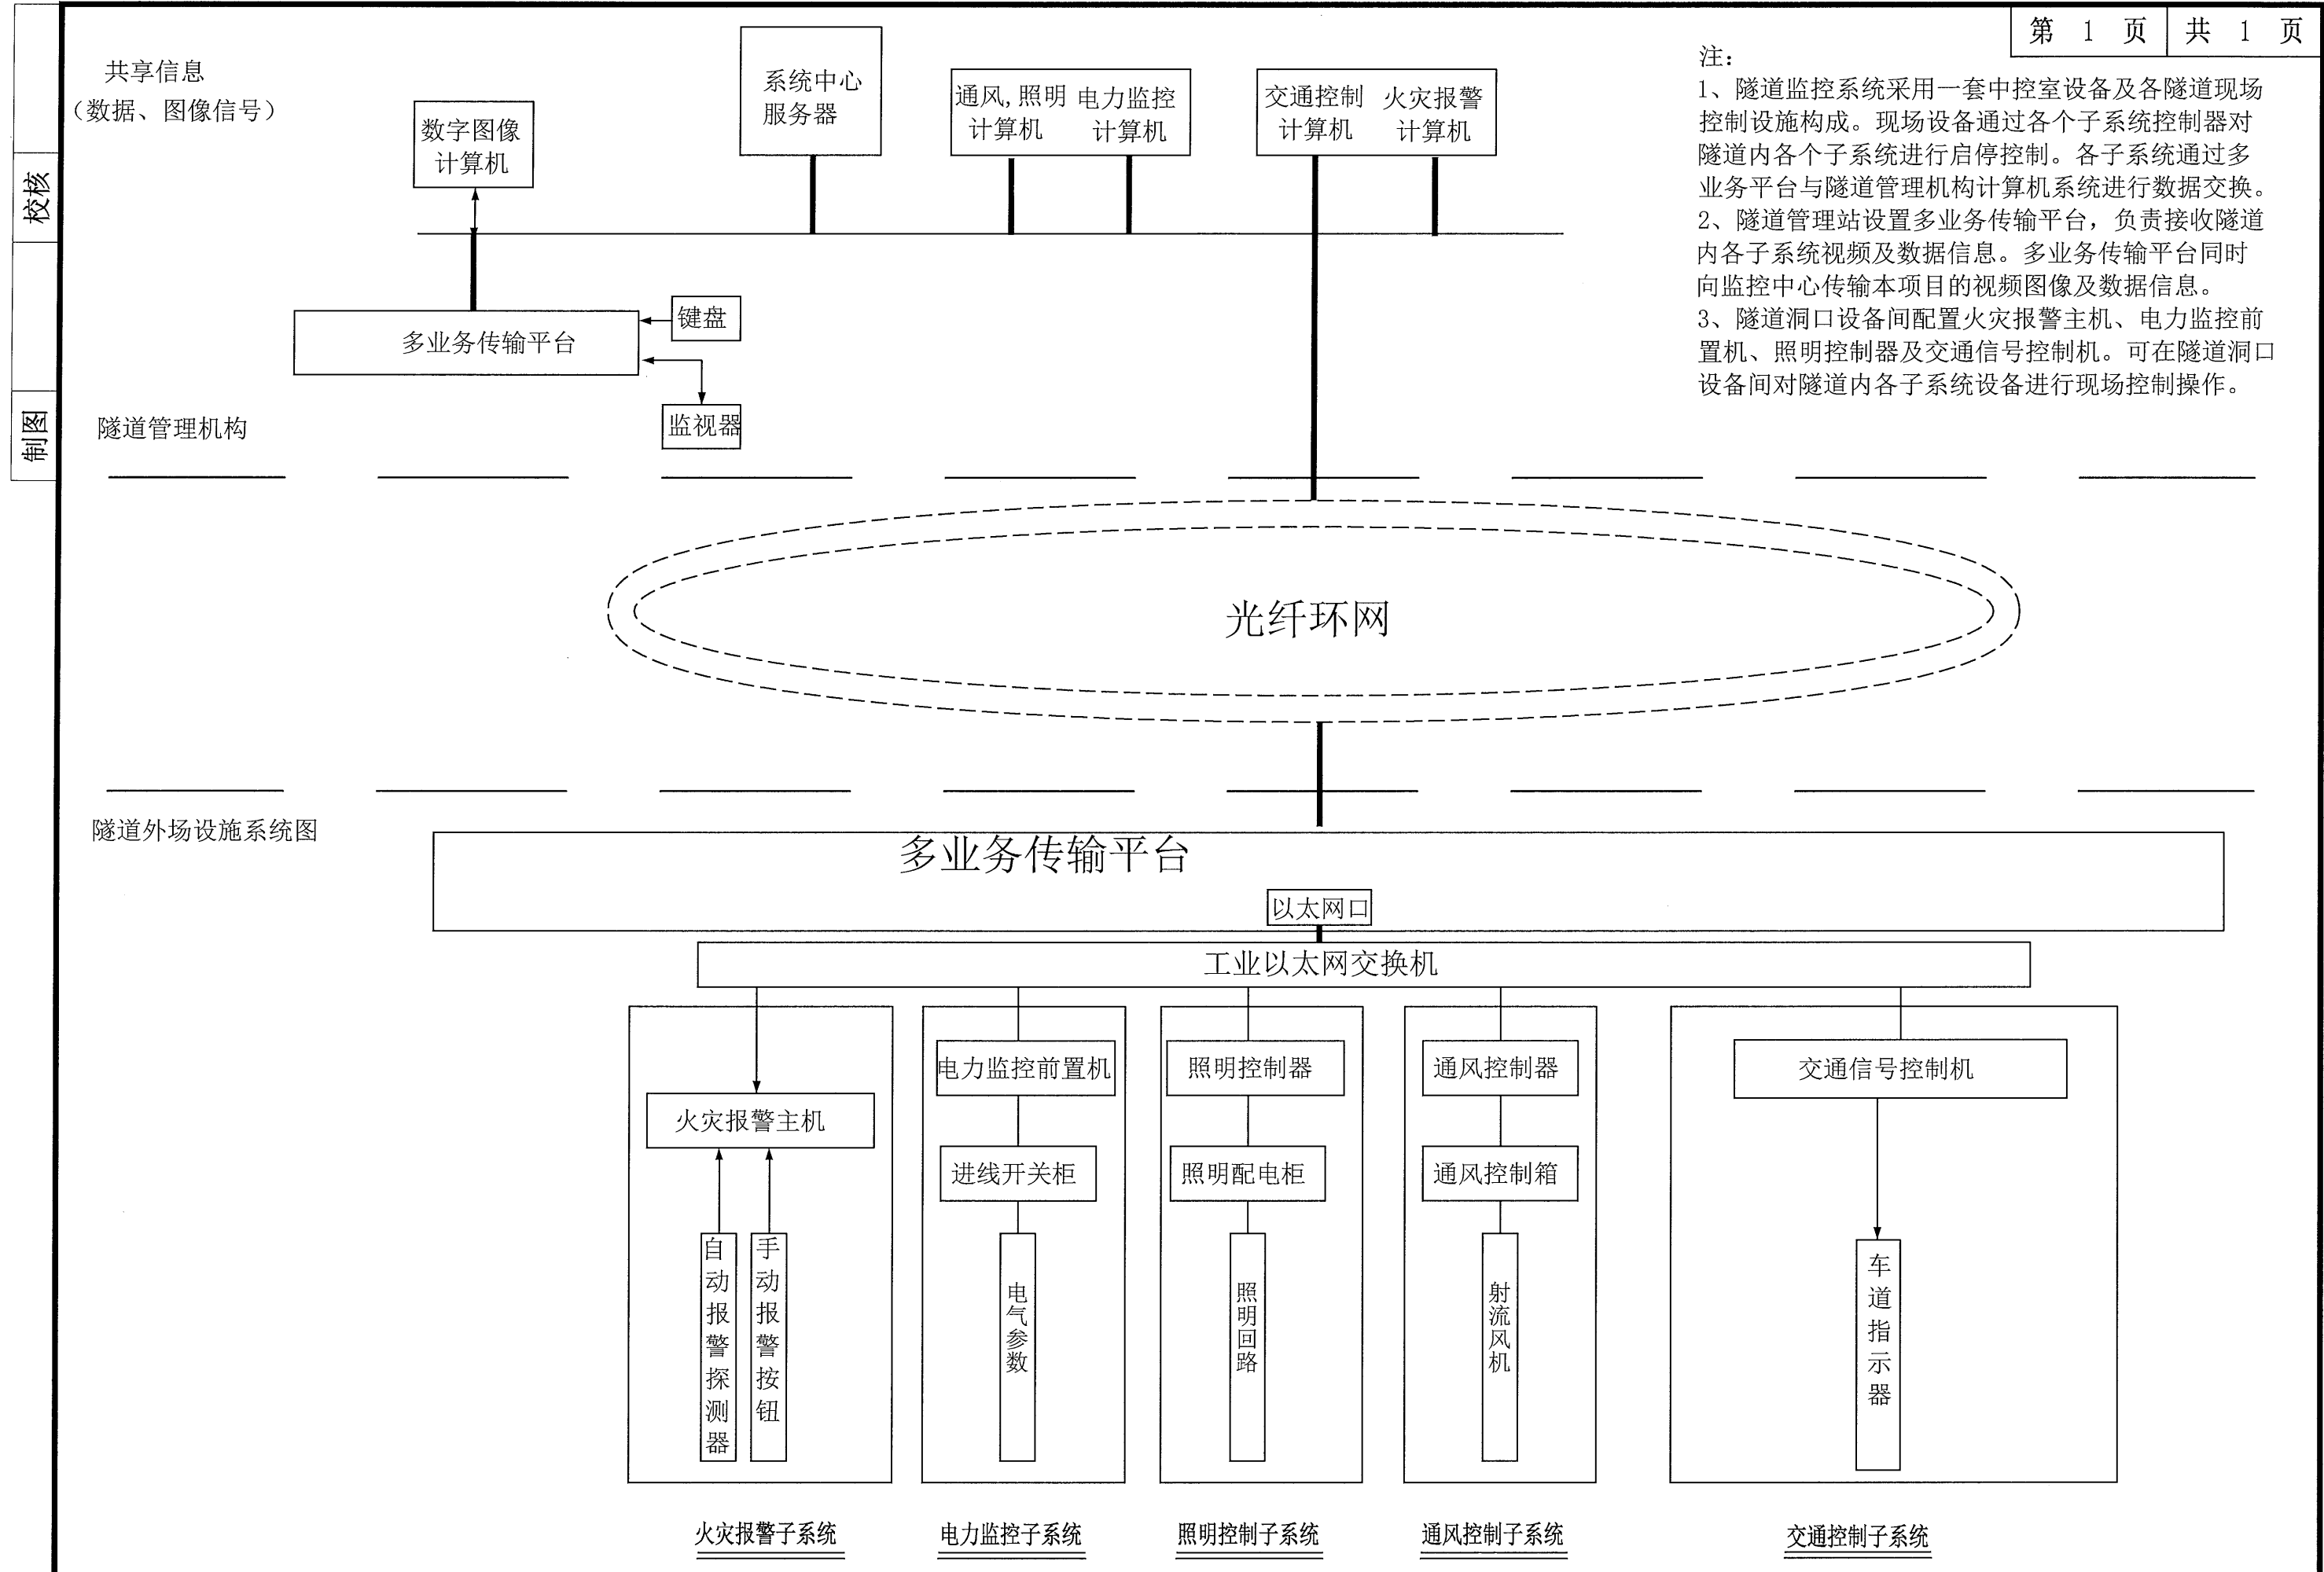 第 1 页 共 1 页
校核
制图
共享信息
（数据、图像信号）
数字图像
计算机
系统中心
服务器
通风,照明
计算机
电力监控
计算机
交通控制
计算机
火灾报警
计算机
注：
1、隧道监控系统采用一套中控室设备及各隧道现场
控制设施构成。现场设备通过各个子系统控制器对
隧道内各个子系统进行启停控制。各子系统通过多
业务平台与隧道管理机构计算机系统进行数据交换。
2、隧道管理站设置多业务传输平台，负责接收隧道
内各子系统视频及数据信息。多业务传输平台同时
向监控中心传输本项目的视频图像及数据信息。
3、隧道洞口设备间配置火灾报警主机、电力监控前
置机、照明控制器及交通信号控制机。可在隧道洞口
设备间对隧道内各子系统设备进行现场控制操作。
多业务传输平台
键盘
监视器
隧道管理机构
光纤环网
隧道外场设施系统图
多业务传输平台
以太网口
工业以太网交换机
火灾报警主机
自动报警探测器
手动报警按钮
电力监控前置机
进线开关柜
电气参数
照明控制器
照明配电柜
照明回路
通风控制器
通风控制箱
射流风机
交通信号控制机
车道指示器
火灾报警子系统
电力监控子系统
照明控制子系统
通风控制子系统
交通控制子系统